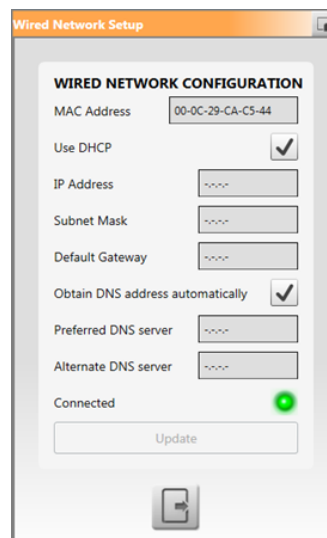 Wired Network Setup
WIRED NETWORK CONFIGURATION
MAC Address 00-0C-29-CA-C5-44
Use DHCP
IP Address -.-.-.-
Subnet Mask -.-.-.-
Default Gateway -.-.-.-
Obtain DNS address automatically
Preferred DNS server -.-.-.-
Alternate DNS server -.-.-.-
Connected
Update